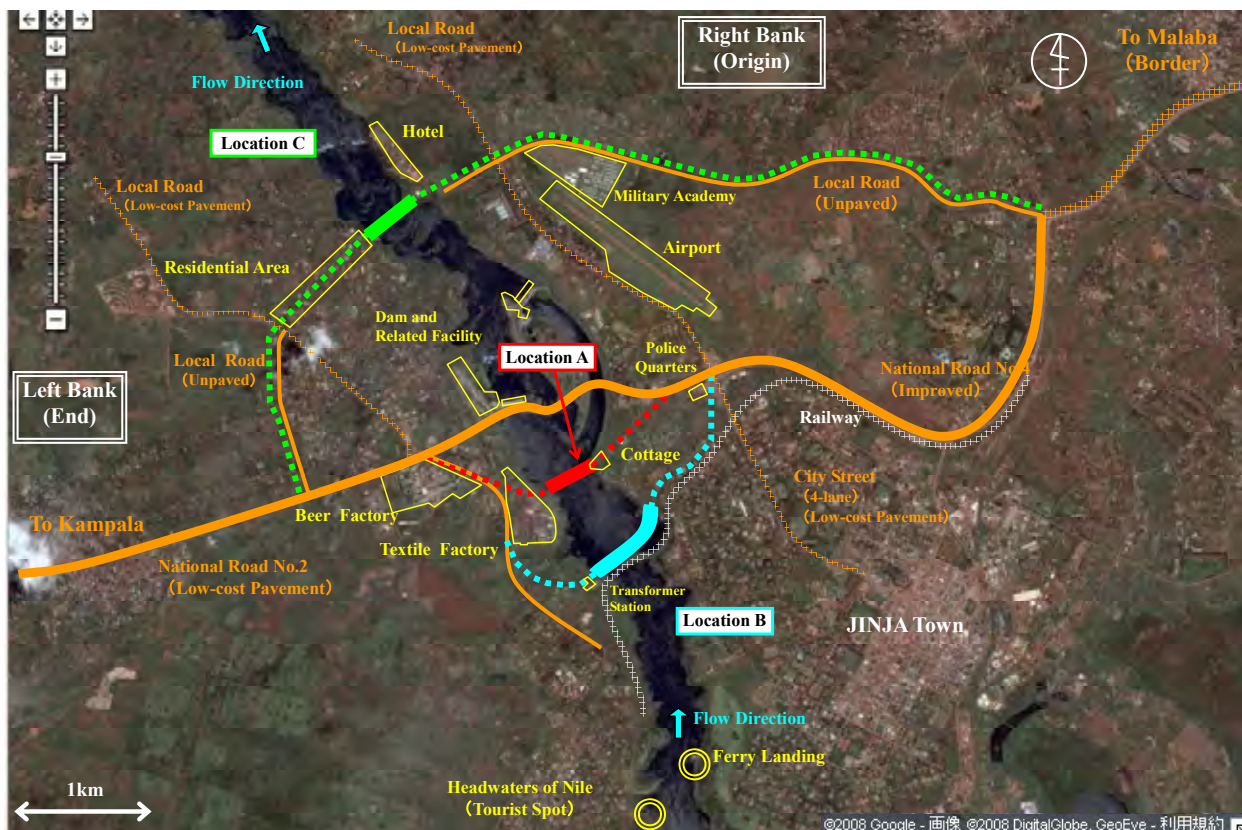 Local Road
(Low-cost Pavement)
Right Bank
(Origin)
To Malaba
(Border)
Flow Direction
Location C
Hotel
Local Road
(Low-cost Pavement)
Military Academy
Local Road
(Unpaved)
Airport
Residential Area
Dam and
Related Facility
Location A
Police
Quarters
Local Road
(Unpaved)
National Road No.4
(Improved)
Left Bank
(End)
Railway
Cottage
City Street
(4-lane)
(Low-cost Pavement)
To Kampala
Beer Factory
Textile Factory
National Road No.2
(Low-cost Pavement)
Transformer
Station
Location B
JINJA Town
Flow Direction
Ferry Landing
Headwaters of Nile
(Tourist Spot)
1km
©2008 Google - 画像 ©2008 DigitalGlobe, GeoEye - 利用規約